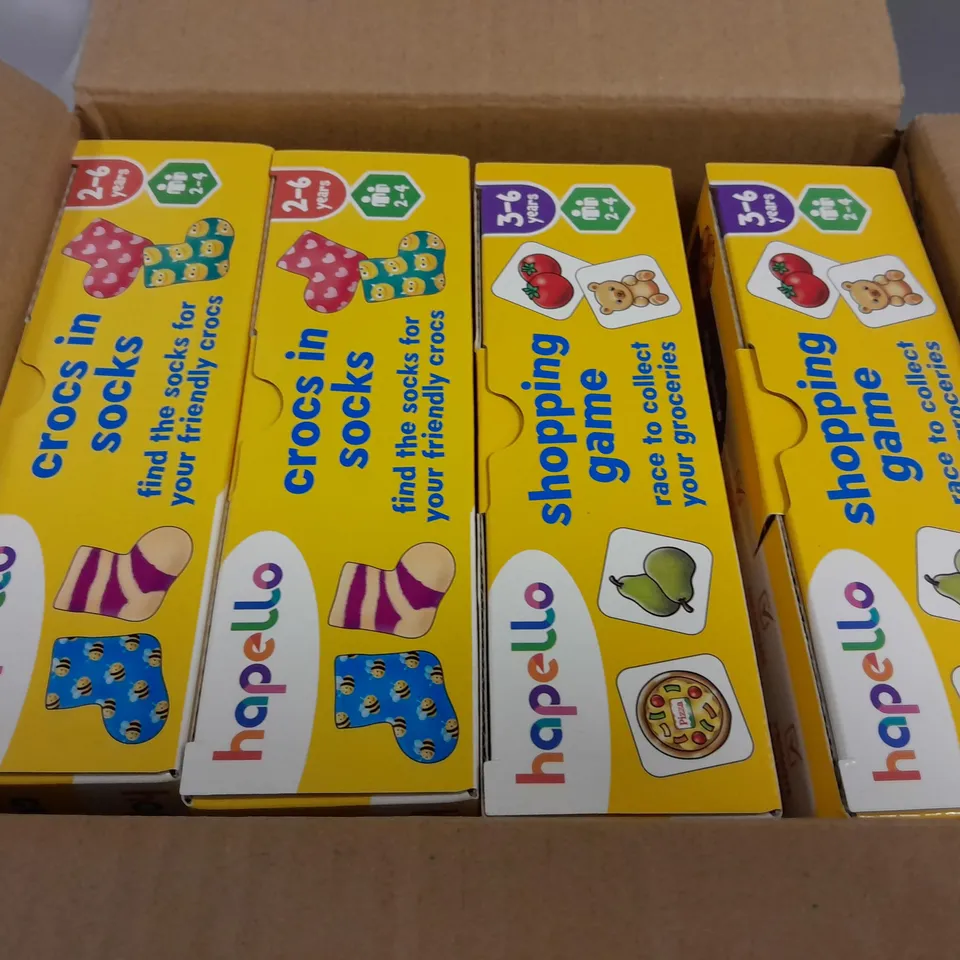 2-6
years
2-4
crocs in
socks
find the socks for
your friendly crocs
2-6
years
2-4
crocs in
socks
find the socks for
your friendly crocs
hapello
3-6
years
2-4
shopping
game
race to collect
your groceries
Pizza
hapello
3-6
years
2-4
shopping
game
race to collect
groceries
hapello